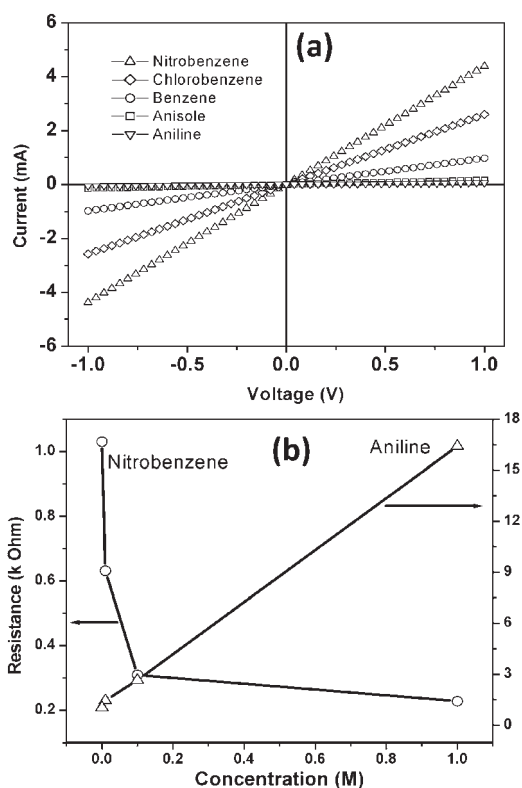 (a)
Nitrobenzene
Chlorobenzene
Benzene
Anisole
Aniline
6
4
2
0
-2
-4
-6
Current (mA)
-1.0 -0.5 0.0 0.5 1.0
Voltage (V)
(b)
Nitrobenzene
Aniline
1.0
0.8
0.6
0.4
0.2
Resistance (k Ohm)
18
15
12
9
6
3
0
0.0 0.2 0.4 0.6 0.8 1.0
Concentration (M)